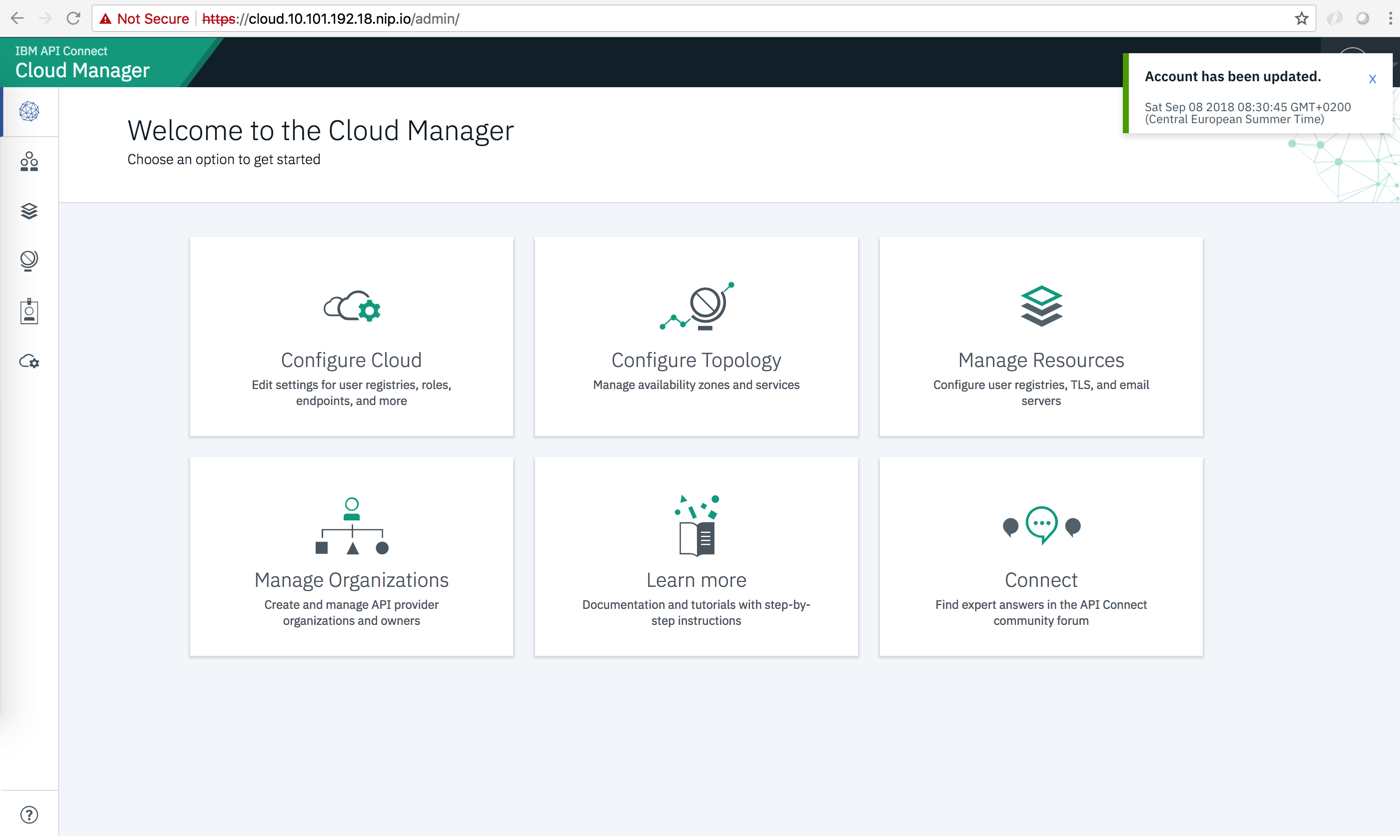 Not Secure https://cloud.10.101.192.18.nip.io/admin/
IBM API Connect
Cloud Manager
Account has been updated. X
Sat Sep 08 2018 08:30:45 GMT+0200
(Central European Summer Time)
Welcome to the Cloud Manager
Choose an option to get started
Configure Cloud
Edit settings for user registries, roles,
endpoints, and more
Configure Topology
Manage availability zones and services
Manage Resources
Configure user registries, TLS, and email
servers
Manage Organizations
Create and manage API provider
organizations and owners
Learn more
Documentation and tutorials with step-by-
step instructions
Connect
Find expert answers in the API Connect
community forum
?